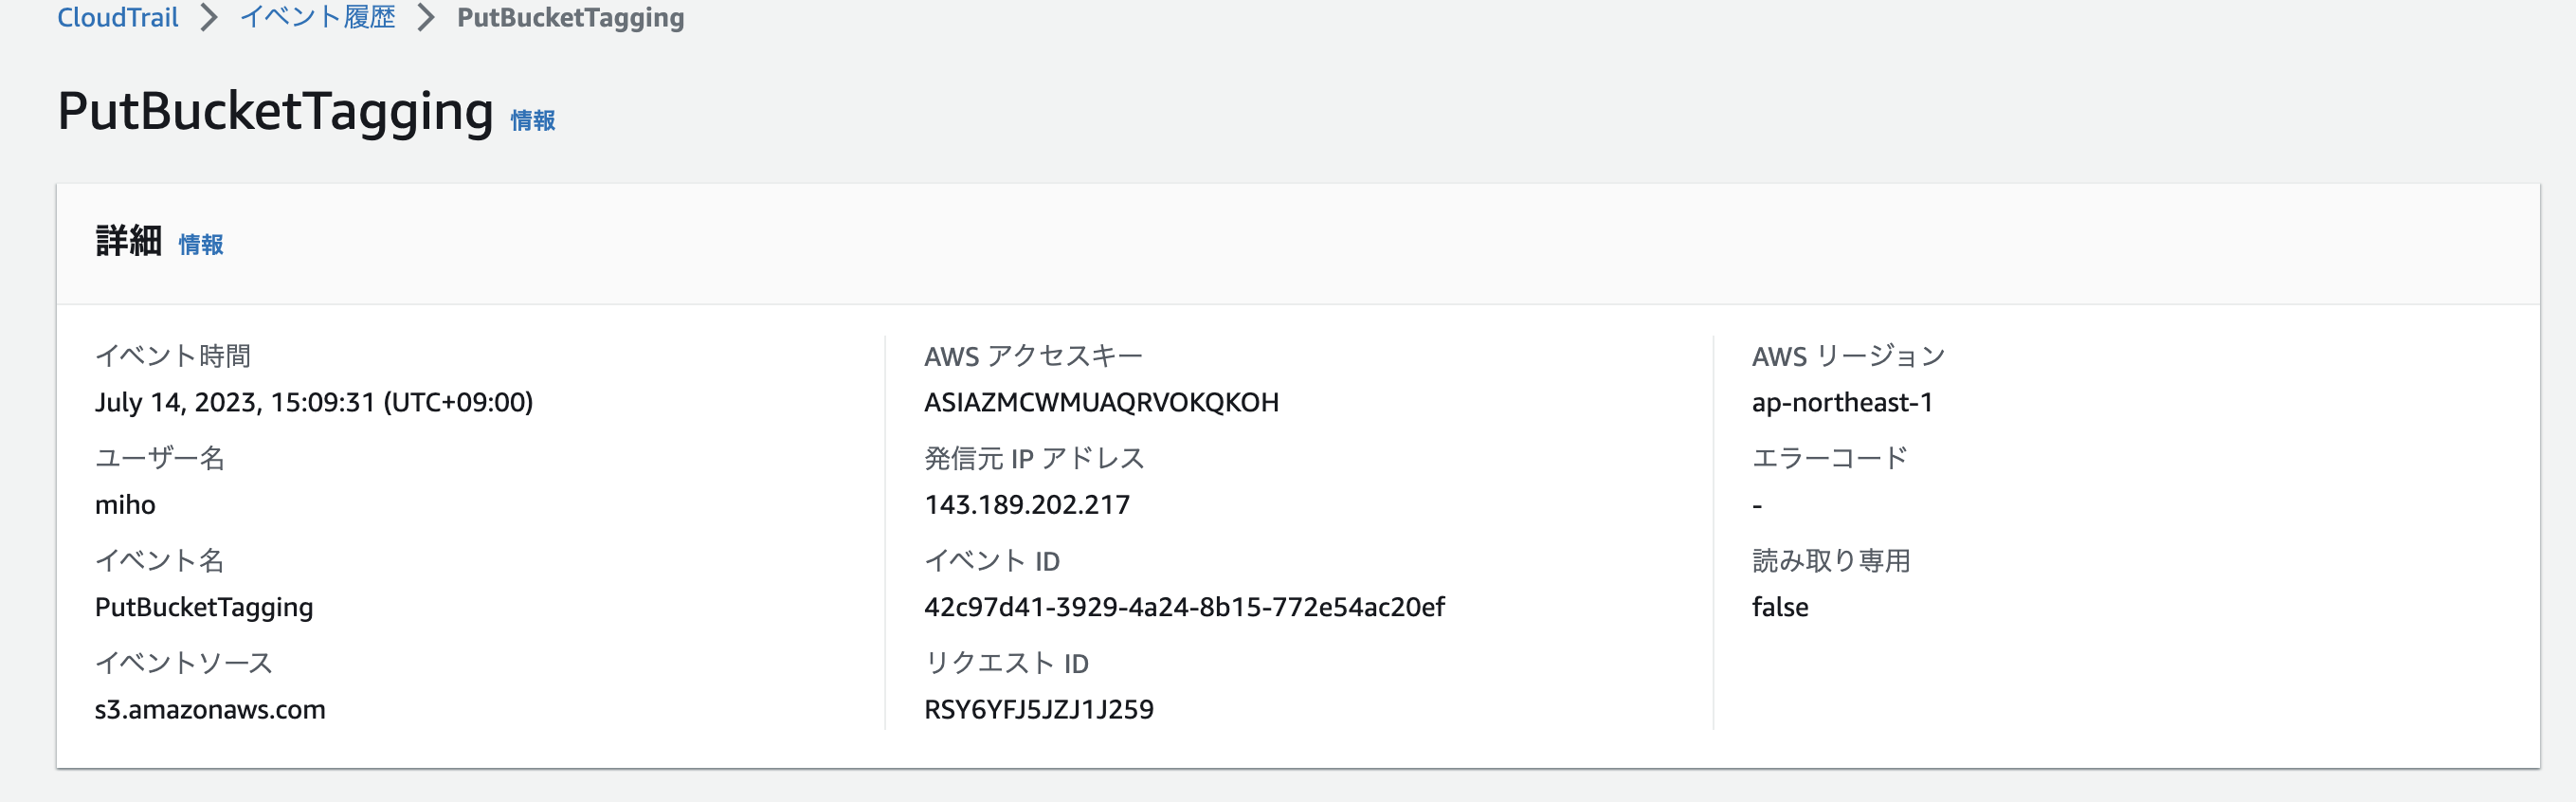 CloudTrail > イベント履歴 > PutBucketTagging
PutBucketTagging 情報
詳細 情報
イベント時間
July 14, 2023, 15:09:31 (UTC+09:00)
ユーザー名
miho
イベント名
PutBucketTagging
イベントソース
s3.amazonaws.com
AWS アクセスキー
ASIAZMCWMUAQRVOKQKOH
発信元 IP アドレス
143.189.202.217
イベント ID
42c97d41-3929-4a24-8b15-772e54ac20ef
リクエスト ID
RSY6YFJ5JZJ1J259
AWS リージョン
ap-northeast-1
エラーコード
-
読み取り専用
false